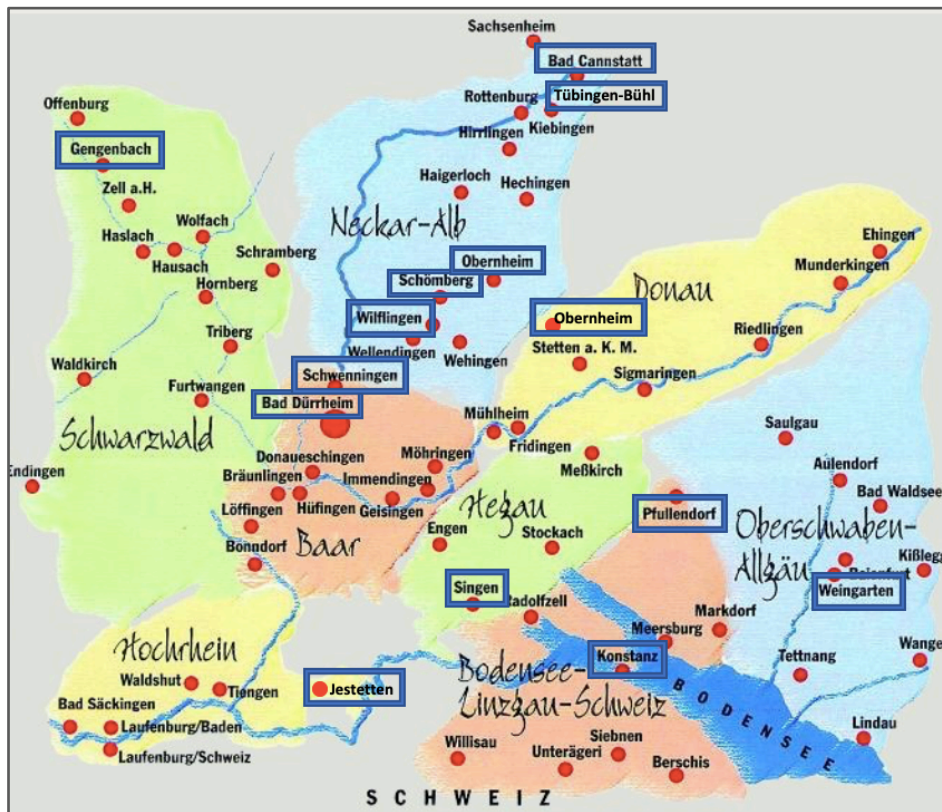 Sachsenheim
Bad Cannstatt
Tübingen-Bühl
Rottenburg
Kiebingen
Offenburg
Hirrlingen
Gengenbach
Haigerloch
Hechingen
Zell a.H.
Neckar-Alb
Wolfach
Haslach
Hausach
Schramberg
Ehingen
Obernheim
Munderkingen
Hornberg
Schömberg
Donau
Wilflingen
Obernheim
Triberg
Riedlingen
Wellendingen
Wehingen
Stetten a. K. M.
Waldkirch
Schwenningen
Sigmaringen
Furtwangen
Bad Dürrheim
Schwarzwald
Mühlheim
Fridingen
Saulgau
Donaueschingen
Möhringen
Meßkirch
Endingen
Bräunlingen
Immendingen
Aulendorf
Hüfingen
Geisingen
Hegau
Bad Waldsee
Löffingen
Pfullendorf
Baar
Engen
Stockach
Oberschwaben-
Allgäu
Bonndorf
Kißlegg
Singen
Weingarten
Radolfzell
Markdorf
Meersburg
Hochrhein
Konstanz
Wange
Waldshut
Tiengen
Jestetten
Bodensee-
Linzgau-Schweiz
Tettnang
BODENSEE
Bad Säckingen
Laufenburg/Baden
Laufenburg/Schweiz
Lindau
Willisau
Siebnen
Unterägeri
Berschis
SCHWEIZ